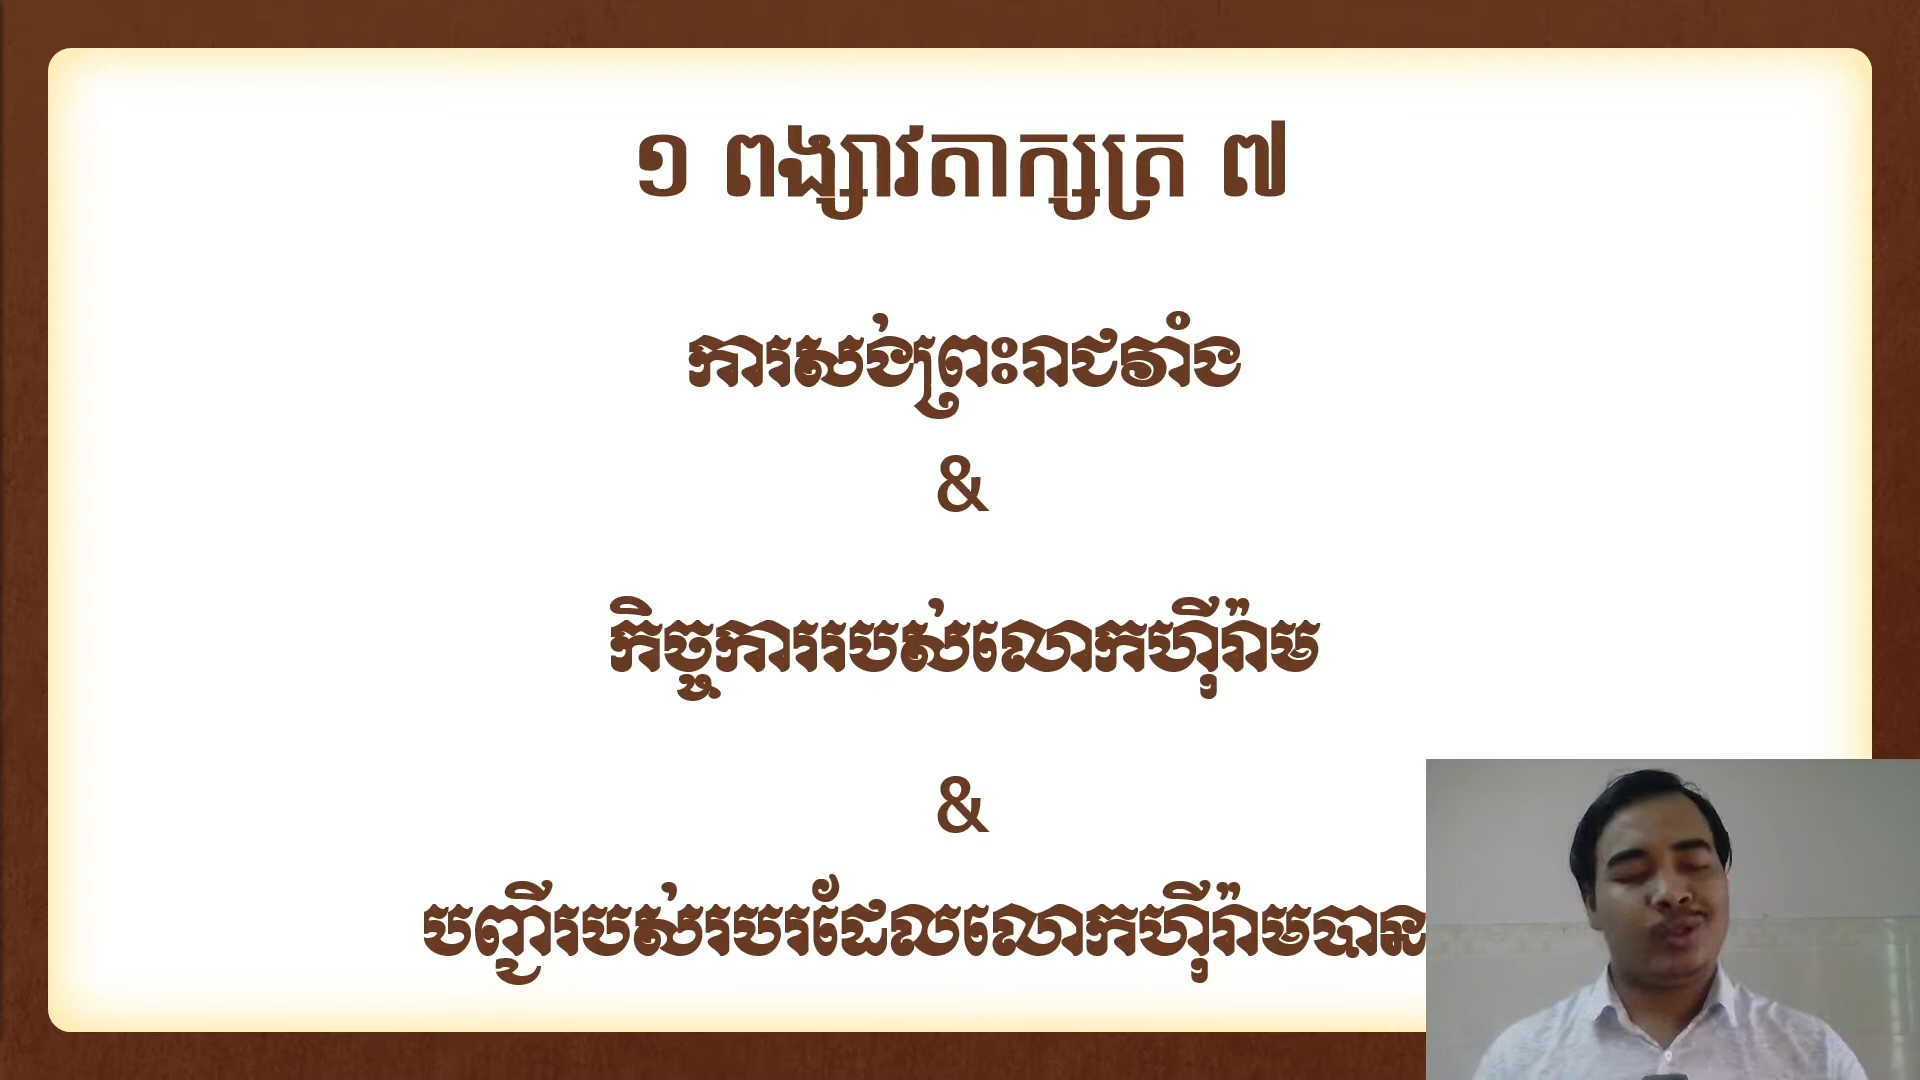 ១ ពង្សាវតាក្សត្រ ៧
ការសង់ព្រះរាជវាំង
&
កិច្ចការរបស់លោកហ៊ីរ៉ាម
&
បញ្ជីរបស់របរដែលលោកហ៊ីរ៉ាមបាន